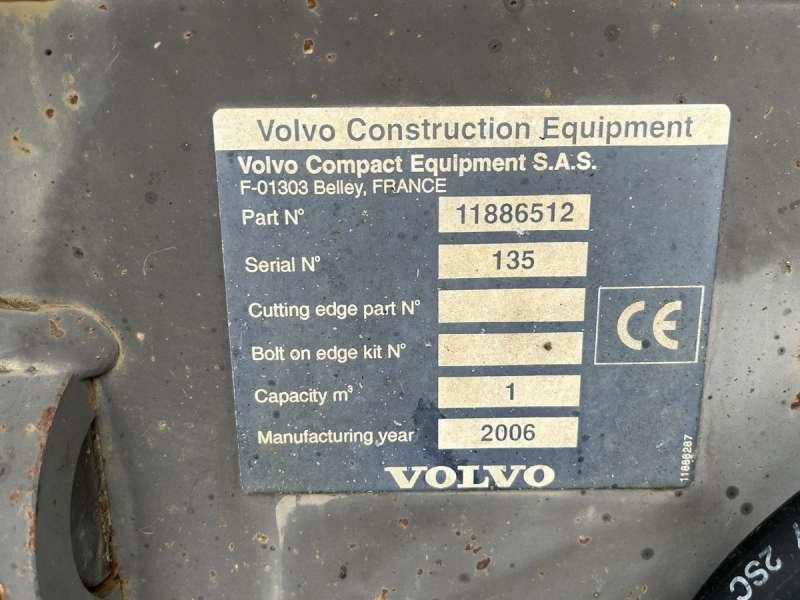 Volvo Construction Equipment
Volvo Compact Equipment S.A.S.
F-01303 Belley, FRANCE
Part N° 11886512
Serial N° 135
Cutting edge part N°
Bolt on edge kit N°
CE
Capacity m³ 1
Manufacturing year 2006
VOLVO
11886287
2SC